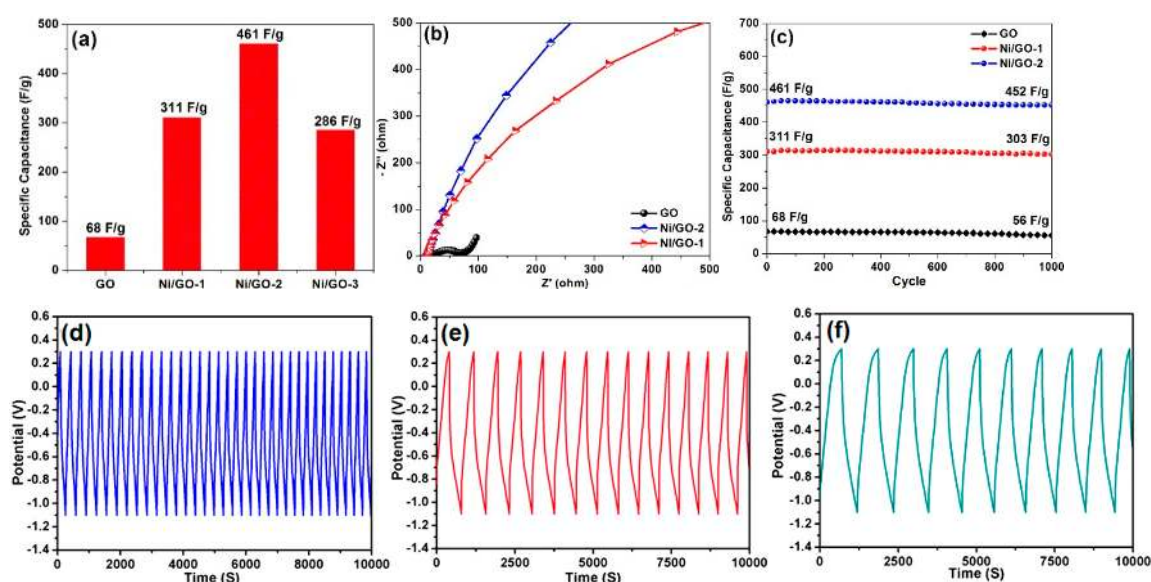 (a)
Specific Capacitance (F/g)
500
400
300
200
100
0
68 F/g
311 F/g
461 F/g
286 F/g
GO
Ni/GO-1
Ni/GO-2
Ni/GO-3
(b)
- Z'' (ohm)
500
400
300
200
100
0
GO
Ni/GO-2
NI/GO-1
0
100
200
300
400
500
Z' (ohm)
(c)
Specific Capacitance (F/g)
700
600
500
400
300
200
100
0
GO
Ni/GO-1
Ni/GO-2
461 F/g
452 F/g
311 F/g
303 F/g
68 F/g
56 F/g
0
200
400
600
800
1000
Cycle
(d)
Potential (V)
0.6
0.3
0.0
-0.2
-0.4
-0.6
-0.8
-1.0
-1.2
-1.4
0
2000
4000
6000
8000
10000
Time (S)
(e)
Potential (V)
0.6
0.2
0.0
-0.2
-0.4
-0.6
-0.8
-1.0
-1.2
-1.4
0
2500
5000
7500
10000
Time (S)
(f)
Potential (V)
0.6
0.3
0.0
-0.2
-0.4
-0.6
-0.8
-1.0
-1.2
-1.4
0
2500
5000
7500
10000
Time (S)